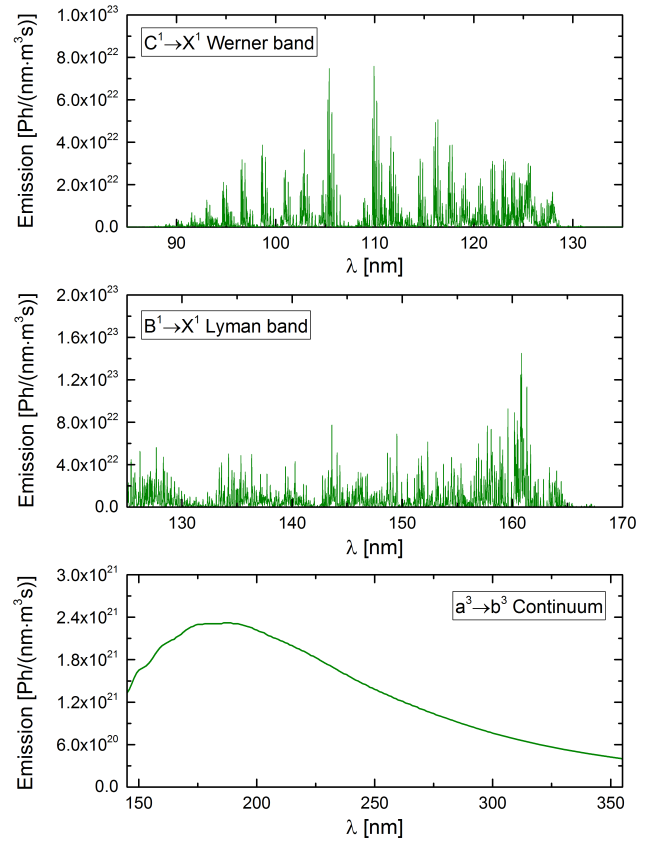 Emission [Ph/(nm·m³s)]
1.0x10²³
8.0x10²²
6.0x10²²
4.0x10²²
2.0x10²²
0.0
C¹→X¹ Werner band
90 100 110 120 130
λ [nm]
Emission [Ph/(nm·m³s)]
2.0x10²³
1.6x10²³
1.2x10²³
8.0x10²²
4.0x10²²
0.0
B¹→X¹ Lyman band
130 140 150 160 170
λ [nm]
Emission [Ph/(nm·m³s)]
3.0x10²¹
2.4x10²¹
1.8x10²¹
1.2x10²¹
6.0x10²⁰
0.0
a³→b³ Continuum
150 200 250 300 350
λ [nm]